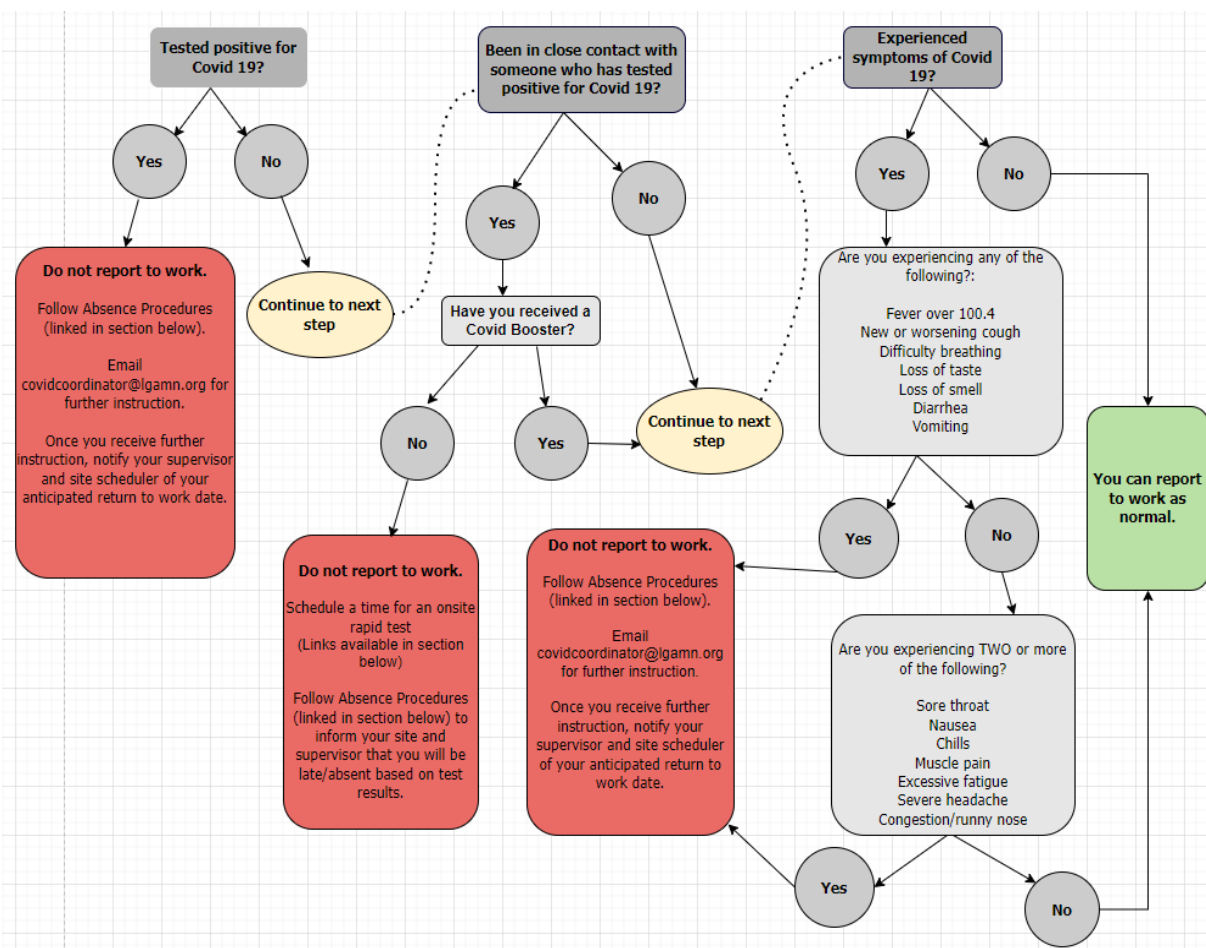 Tested positive for
Covid 19?
Yes
No
Do not report to work.
Follow Absence Procedures
(linked in section below).
Email
covidcoordinator@lgamn.org for
further instruction.
Once you receive further
instruction, notify your supervisor
and site scheduler of your
anticipated return to work date.
Continue to next
step
Been in close contact with
someone who has tested
positive for Covid 19?
Yes
No
Have you received a
Covid Booster?
No
Yes
Continue to next
step
Do not report to work.
Schedule a time for an onsite
rapid test
(Links available in section
below)
Follow Absence Procedures
(linked in section below) to
inform your site and
supervisor that you will be
late/absent based on test
results.
Experienced
symptoms of Covid
19?
Yes
No
Are you experiencing any of the
following?:
Fever over 100.4
New or worsening cough
Difficulty breathing
Loss of taste
Loss of smell
Diarrhea
Vomiting
Yes
No
Do not report to work.
Follow Absence Procedures
(linked in section below).
Email
covidcoordinator@lgamn.org
for further instruction.
Once you receive further
instruction, notify your
supervisor and site scheduler
of your anticipated return to
work date.
Are you experiencing TWO or more
of the following?
Sore throat
Nausea
Chills
Muscle pain
Excessive fatigue
Severe headache
Congestion/runny nose
Yes
No
You can report
to work as
normal.